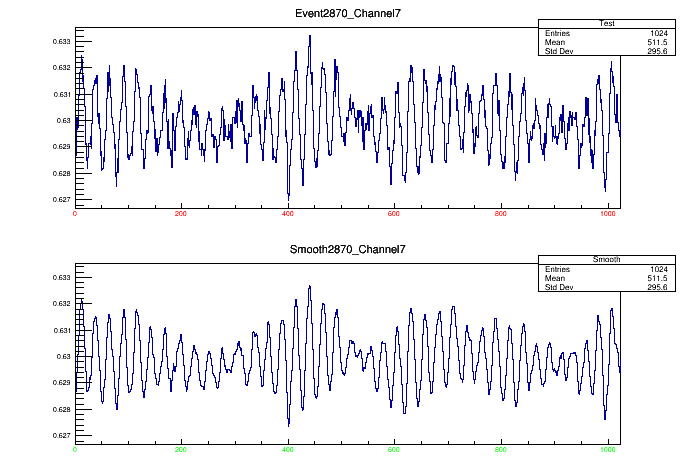 Event2870_Channel7
Test
Entries 1024
Mean 511.5
Std Dev 295.6
0.633
0.632
0.631
0.63
0.629
0.628
0.627
0 200 400 600 800 1000
Smooth2870_Channel7
Smooth
Entries 1024
Mean 511.5
Std Dev 295.6
0.633
0.632
0.631
0.63
0.629
0.628
0.627
0 200 400 600 800 1000